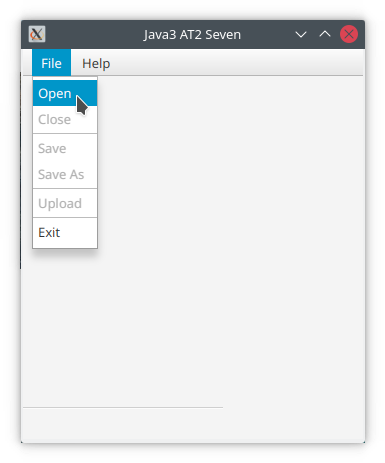 Java3 AT2 Seven
File Help
Open
Close
Save
Save As
Upload
Exit